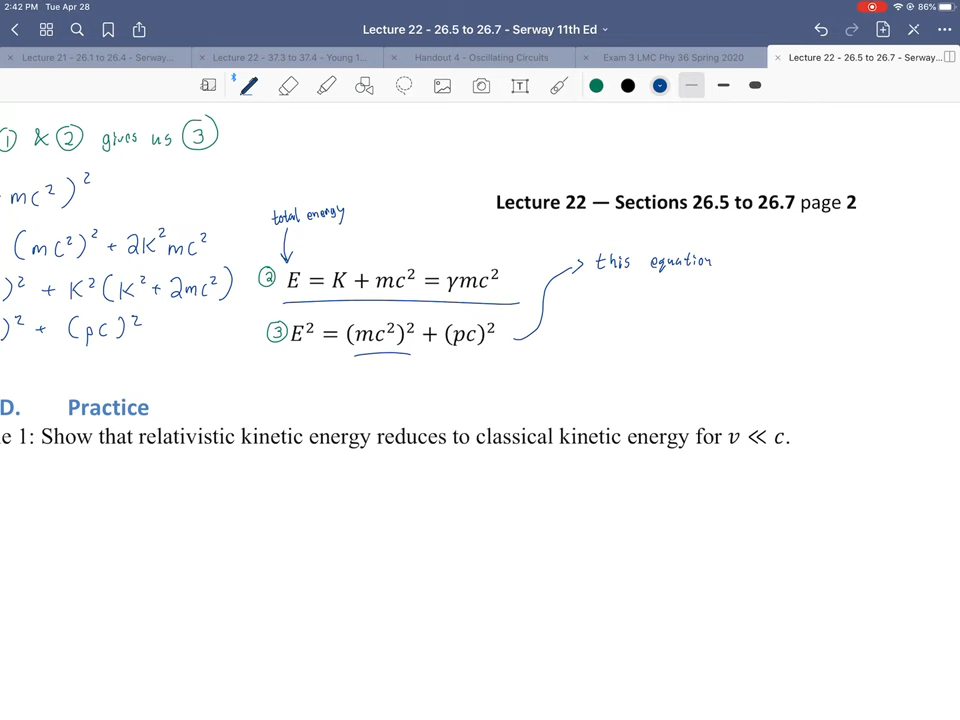 2:42 PM Tue Apr 28
86%
Lecture 22 - 26.5 to 26.7 - Serway 11th Ed
Lecture 21 - 26.1 to 26.4 - Serway...
Lecture 22 - 37.3 to 37.4 - Young 1...
Handout 4 - Oscillating Circuits
Exam 3 LMC Phy 36 Spring 2020
Lecture 22 - 26.5 to 26.7 - Serway...
① & ② gives us ③
mc²)²
Lecture 22 — Sections 26.5 to 26.7 page 2
total energy
(mc²)² + 2K²mc²
this equation
)² + K²(K² + 2mc²)
② E = K + mc² = γmc²
)² + (pc)²
③ E² = (mc²)² + (pc)²
D. Practice
e 1: Show that relativistic kinetic energy reduces to classical kinetic energy for v ≪ c.